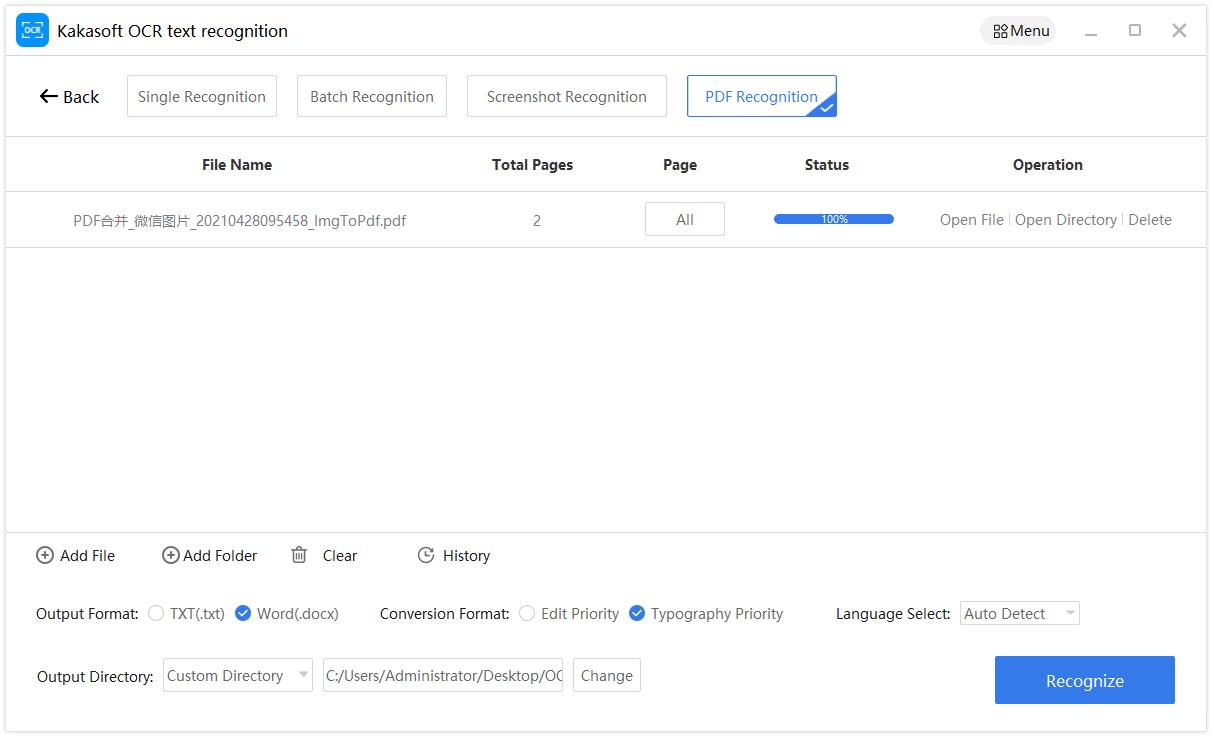 OCR
Kakasoft OCR text recognition
Menu
Back
Single Recognition
Batch Recognition
Screenshot Recognition
PDF Recognition
File Name Total Pages Page Status Operation
PDF合并_微信图片_20210428095458_ImgToPdf.pdf 2 All 100% Open File | Open Directory | Delete
Add File Add Folder Clear History
Output Format: TXT(.txt) Word(.docx) Conversion Format: Edit Priority Typography Priority Language Select: Auto Detect
Output Directory: Custom Directory C:/Users/Administrator/Desktop/OC Change
Recognize